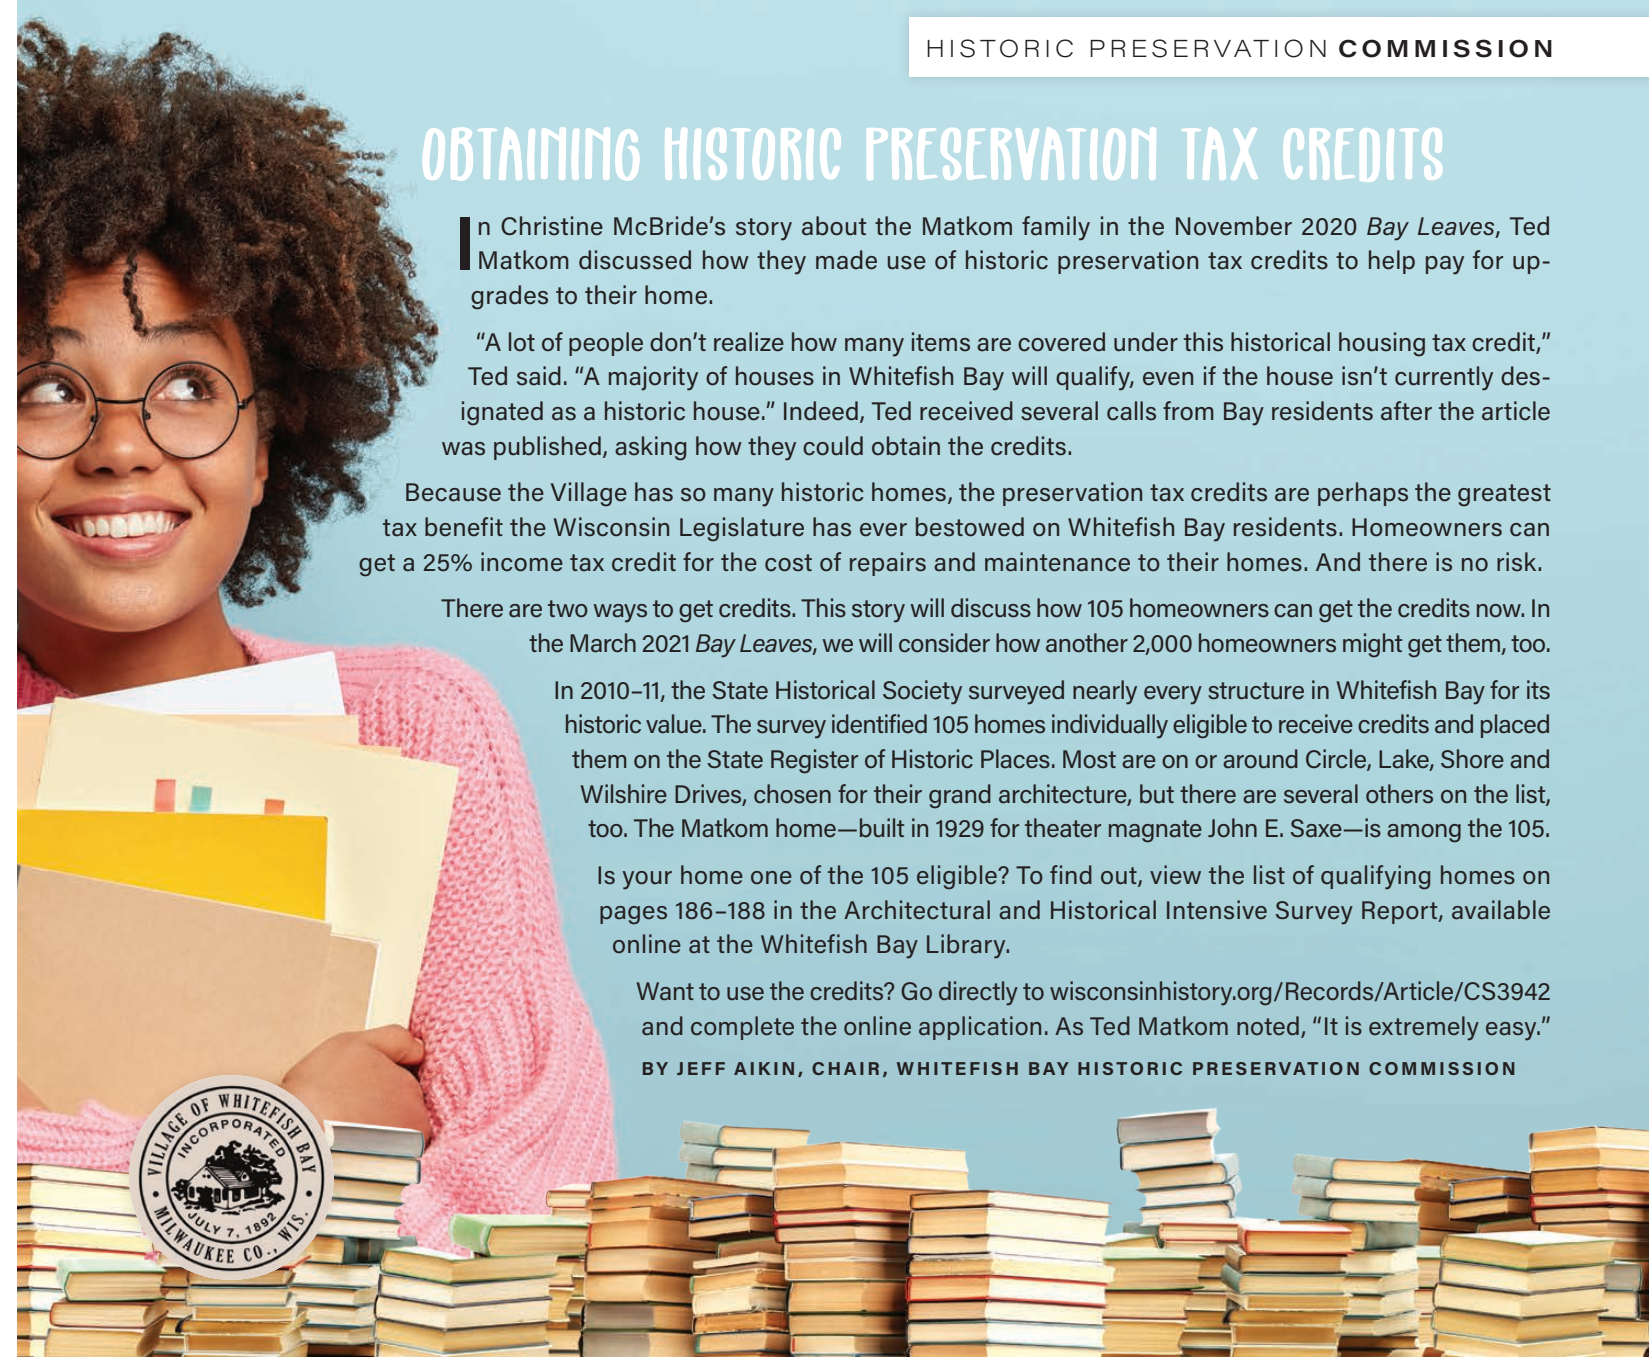 HISTORIC PRESERVATION COMMISSION
OBTAINING HISTORIC PRESERVATION TAX CREDITS
In Christine McBride’s story about the Matkom family in the November 2020 Bay Leaves, Ted
Matkom discussed how they made use of historic preservation tax credits to help pay for up-
grades to their home.
“A lot of people don’t realize how many items are covered under this historical housing tax credit,”
Ted said. “A majority of houses in Whitefish Bay will qualify, even if the house isn’t currently des-
ignated as a historic house.” Indeed, Ted received several calls from Bay residents after the article
was published, asking how they could obtain the credits.
Because the Village has so many historic homes, the preservation tax credits are perhaps the greatest
tax benefit the Wisconsin Legislature has ever bestowed on Whitefish Bay residents. Homeowners can
get a 25% income tax credit for the cost of repairs and maintenance to their homes. And there is no risk.
There are two ways to get credits. This story will discuss how 105 homeowners can get the credits now. In
the March 2021 Bay Leaves, we will consider how another 2,000 homeowners might get them, too.
In 2010–11, the State Historical Society surveyed nearly every structure in Whitefish Bay for its
historic value. The survey identified 105 homes individually eligible to receive credits and placed
them on the State Register of Historic Places. Most are on or around Circle, Lake, Shore and
Wilshire Drives, chosen for their grand architecture, but there are several others on the list,
too. The Matkom home—built in 1929 for theater magnate John E. Saxe—is among the 105.
Is your home one of the 105 eligible? To find out, view the list of qualifying homes on
pages 186–188 in the Architectural and Historical Intensive Survey Report, available
online at the Whitefish Bay Library.
Want to use the credits? Go directly to wisconsinhistory.org/Records/Article/CS3942
and complete the online application. As Ted Matkom noted, “It is extremely easy.”
BY JEFF AIKIN, CHAIR, WHITEFISH BAY HISTORIC PRESERVATION COMMISSION
VILLAGE OF WHITEFISH BAY
INCORPORATED
JULY 7, 1892
MILWAUKEE CO., WIS.